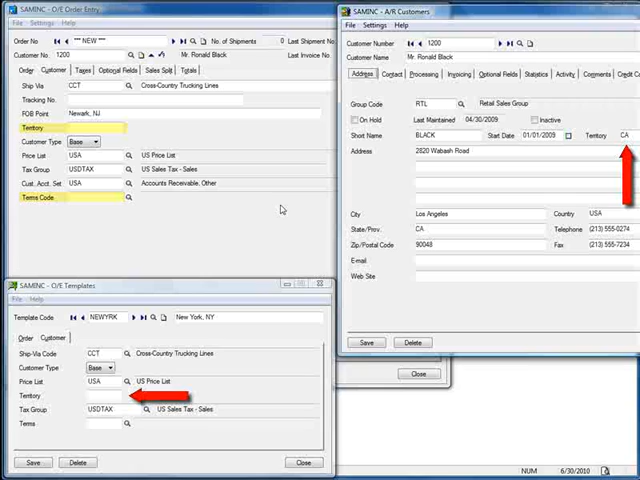 SAMINC - O/E Order Entry
File Settings Help
Order No *** NEW *** No. of Shipments 0 Last Shipment No
Customer No. 1200 Mr. Ronald Black Last Invoice No.
Order Customer Taxes Optional Fields Sales Split Totals
Ship Via CCT Cross-Country Trucking Lines
Tracking No.
FOB Point Newark, NJ
Territory
Customer Type Base
Price List USA US Price List
Tax Group USDTAX US Sales Tax - Sales
Cust. Acct. Set USA Accounts Receivable, Other
Terms Code
SAMINC - A/R Customers
File Settings Help
Customer Number 1200
Customer Name Mr. Ronald Black
Address Contact Processing Invoicing Optional Fields Statistics Activity Comments Credit C
Group Code RTL Retail Sales Group
On Hold Last Maintained 04/30/2009 Inactive
Short Name BLACK Start Date 01/01/2009 Territory CA
Address 2820 Wabash Road
City Los Angeles Country USA
State/Prov. CA Telephone (213) 555-0274
Zip/Postal Code 90048 Fax (213) 555-7234
E-mail
Web Site
Save Delete
Close
SAMINC - O/E Templates
File Help
Template Code NEWYRK New York, NY
Order Customer
Ship-Via Code CCT Cross-Country Trucking Lines
Customer Type Base
Price List USA US Price List
Territory
Tax Group USDTAX US Sales Tax - Sales
Terms
Save Delete Close
NUM 6/30/2010